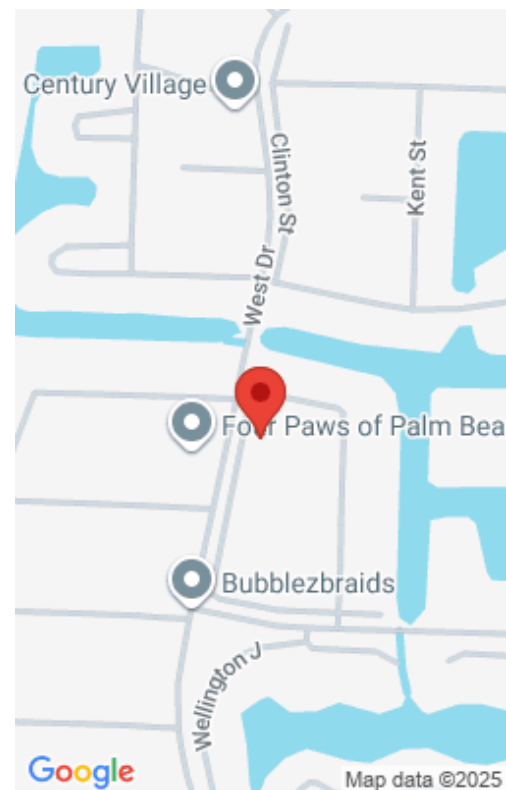 Century Village
Clinton St
Kent St
West Dr
Four Paws of Palm Bea
Bubblezbraids
Wellington J
Google
Map data ©2025